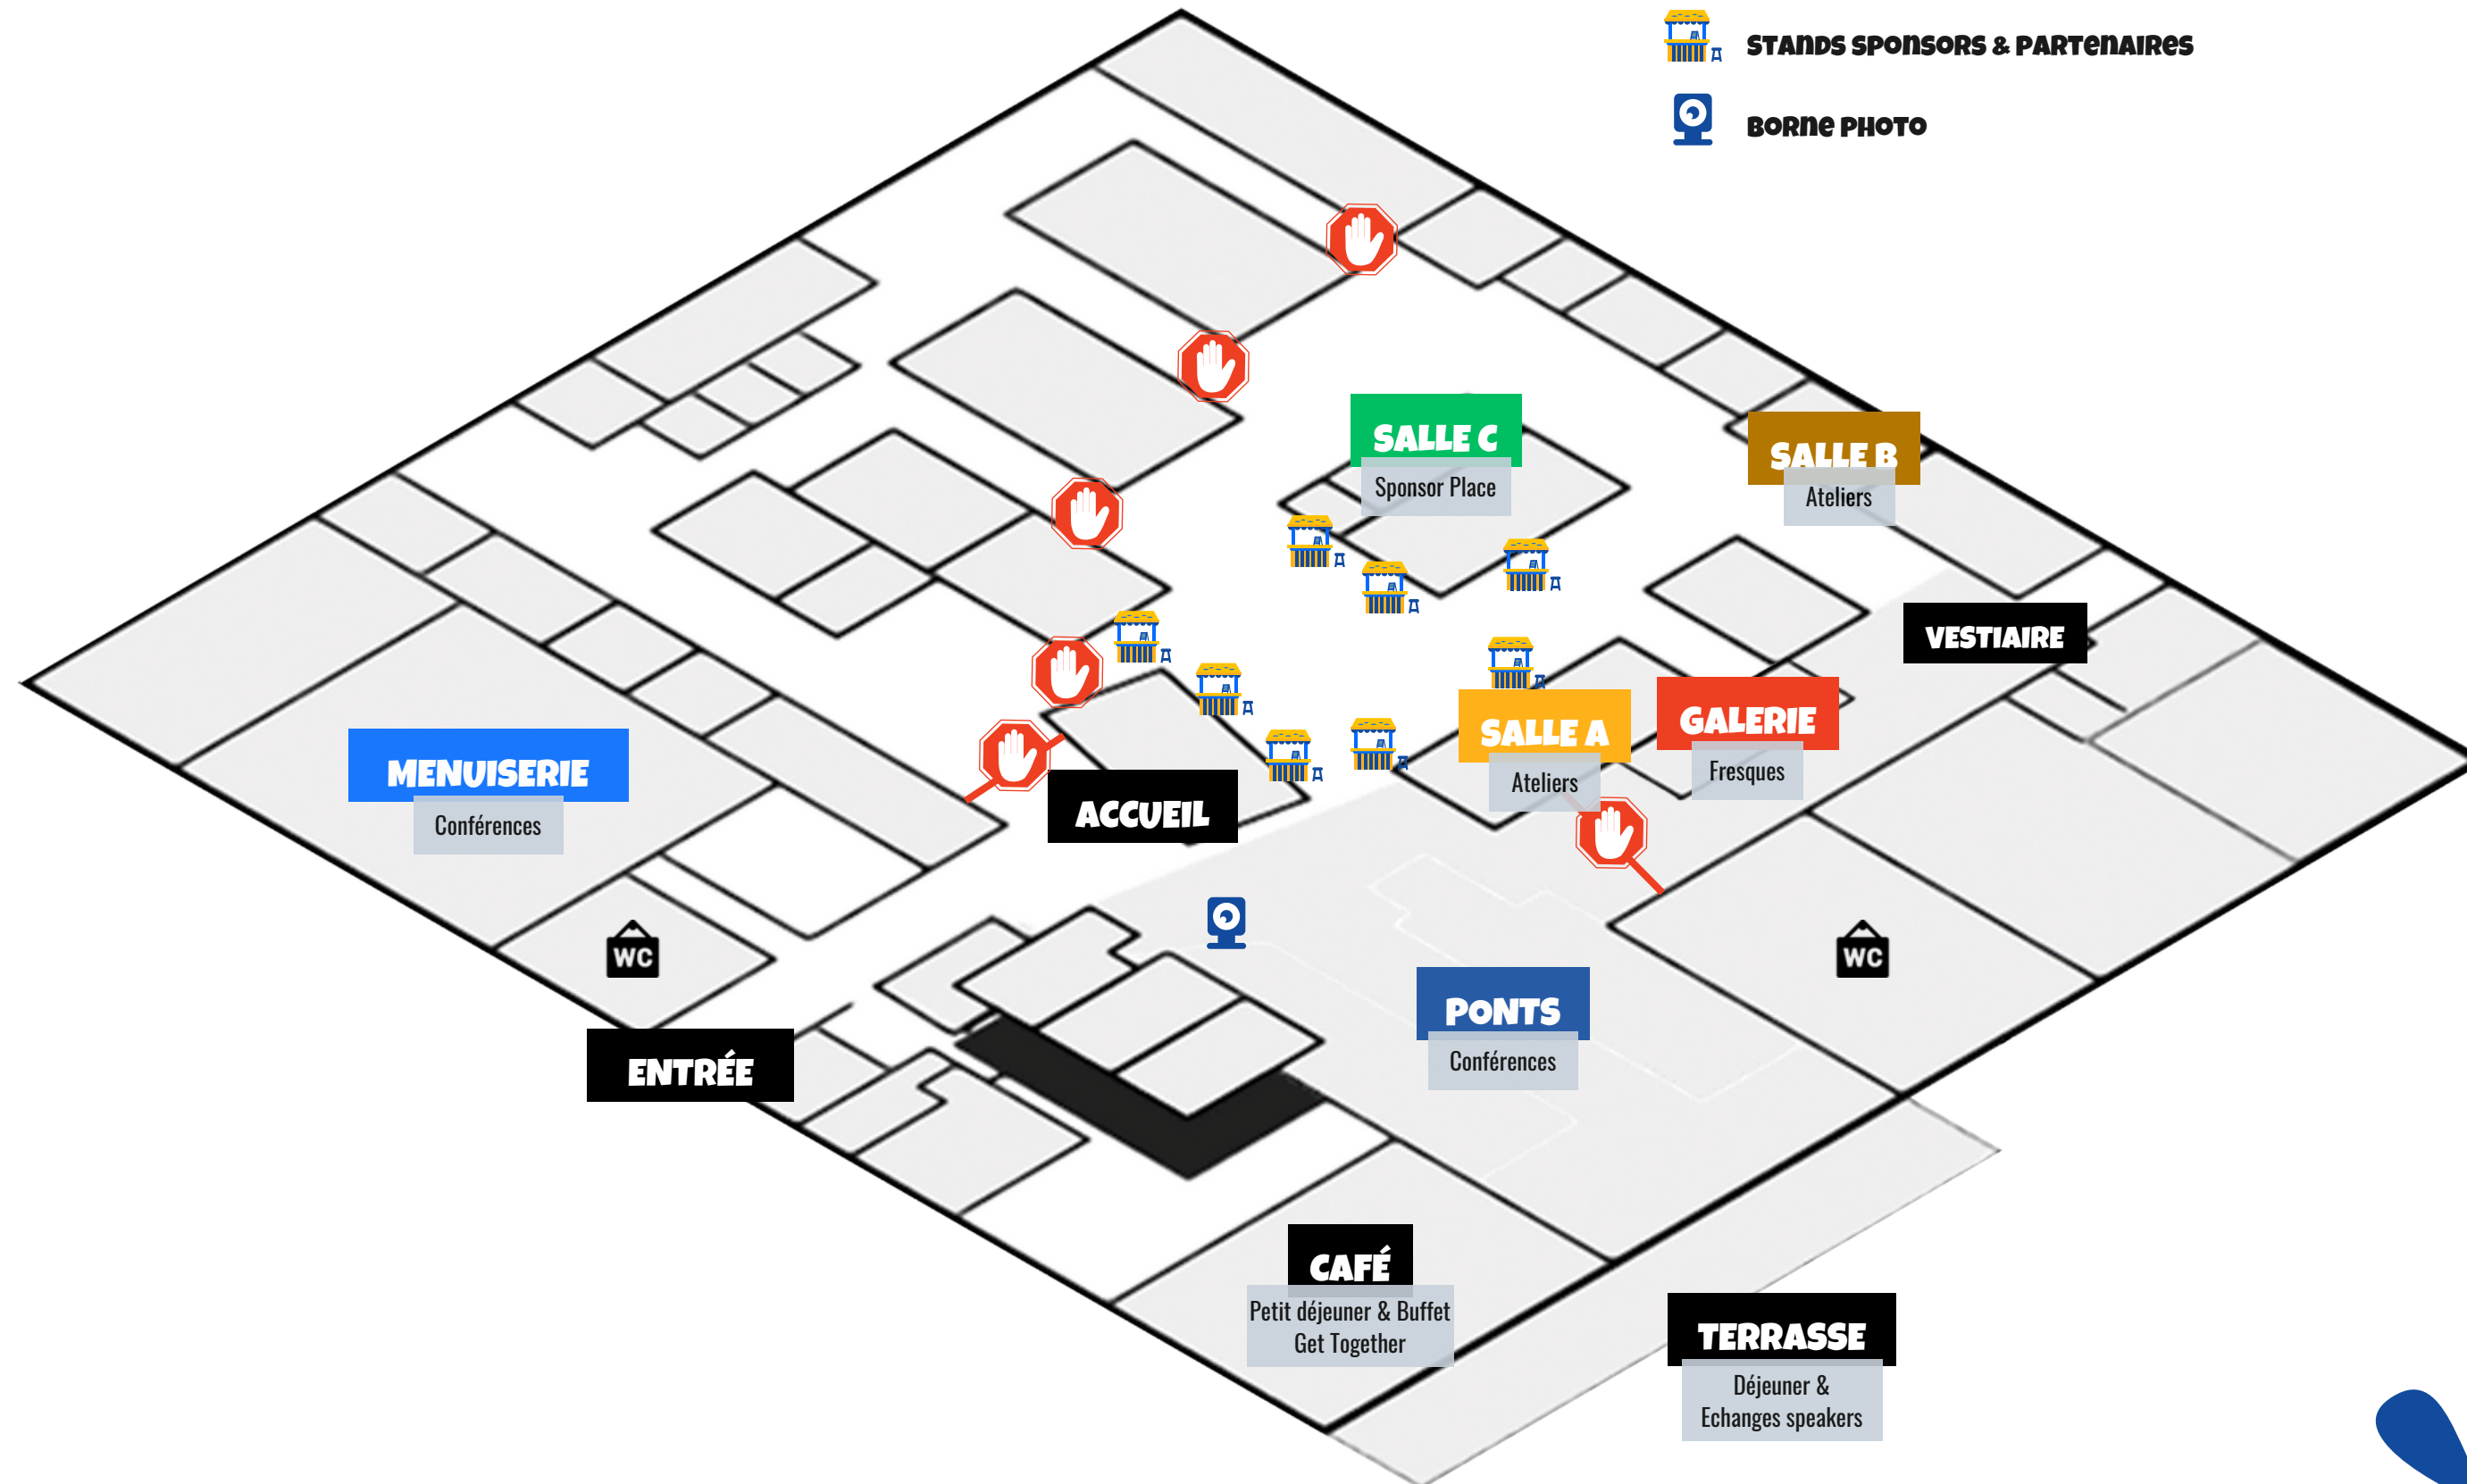 STANDS SPONSORS & PARTENAIRES
BORNE PHOTO
SALLE C
Sponsor Place
SALLE B
Ateliers
VESTIAIRE
SALLE A
Ateliers
GALERIE
Fresques
MENUISERIE
Conférences
ACCUEIL
WC
WC
PONTS
Conférences
ENTRÉE
CAFÉ
Petit déjeuner & Buffet
Get Together
TERRASSE
Déjeuner &
Echanges speakers